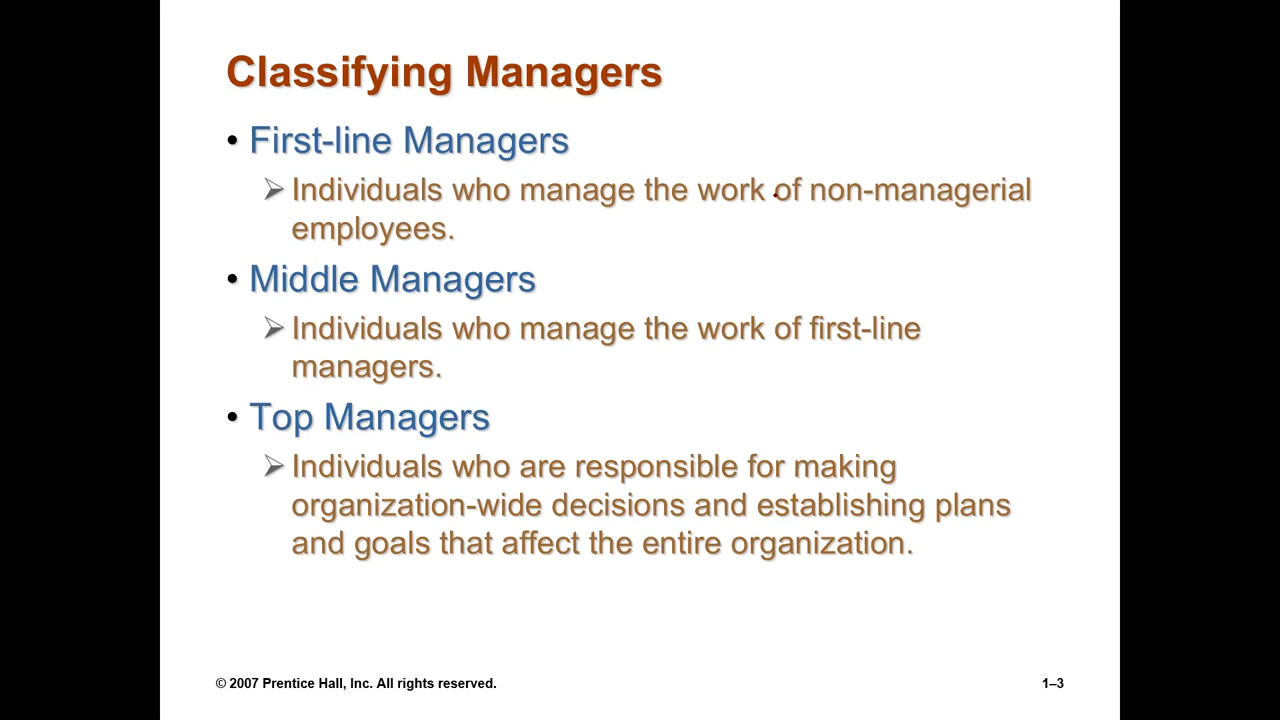 Classifying Managers
• First-line Managers
➢ Individuals who manage the work of non-managerial
employees.
• Middle Managers
➢ Individuals who manage the work of first-line
managers.
• Top Managers
➢ Individuals who are responsible for making
organization-wide decisions and establishing plans
and goals that affect the entire organization.
© 2007 Prentice Hall, Inc. All rights reserved.
1–3